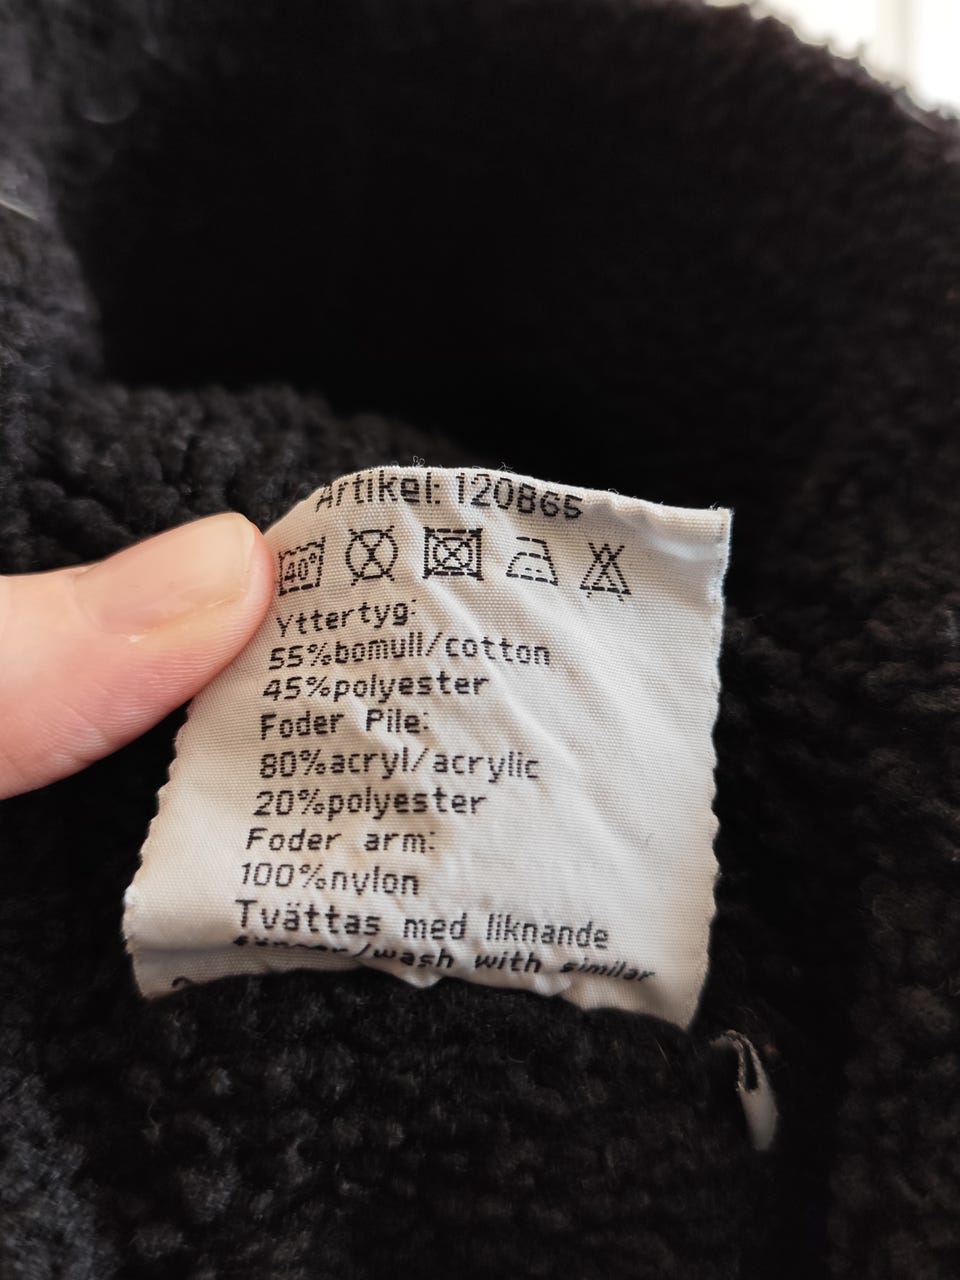 Artikel: 120865
40°
Yttertyg:
55%bomull/cotton
45%polyester
Foder Pile:
80%acryl/acrylic
20%polyester
Foder arm:
100%nylon
Tvättas med liknande
färger/wash with similar